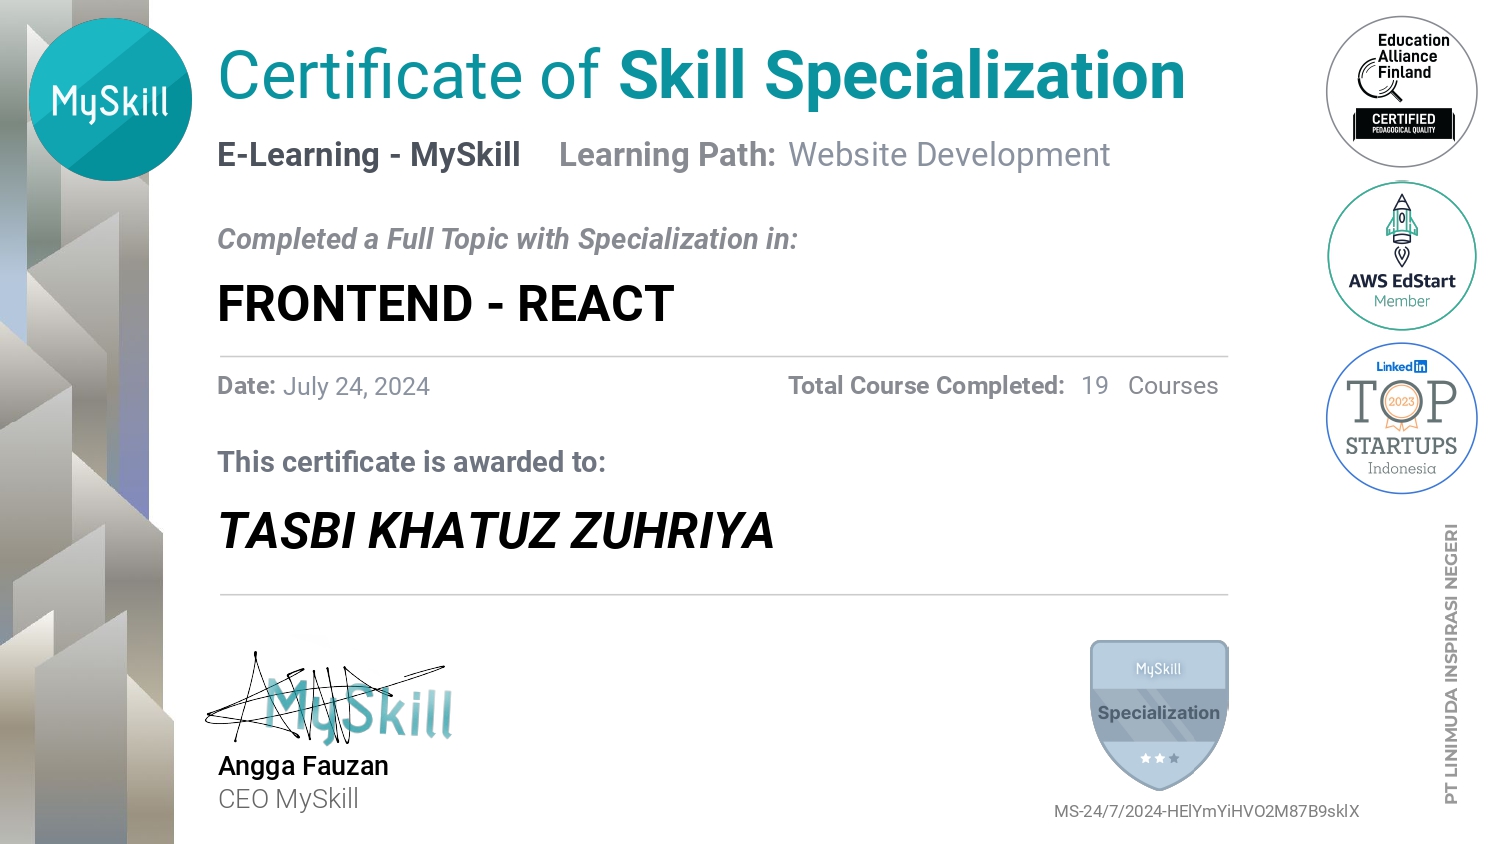 MySkill
Certificate of Skill Specialization
E-Learning - MySkill Learning Path: Website Development
Completed a Full Topic with Specialization in:
FRONTEND - REACT
Date: July 24, 2024 Total Course Completed: 19 Courses
This certificate is awarded to:
TASBI KHATUZ ZUHRIYA
MySkill
Angga Fauzan
CEO MySkill
MySkill
Specialization
MS-24/7/2024-HElYmYiHVO2M87B9sklX
Education
Alliance
Finland
CERTIFIED
PEDAGOGICAL QUALITY
AWS EdStart
Member
Linked in
TOP
2023
STARTUPS
Indonesia
PT LINIMUDA INSPIRASI NEGERI